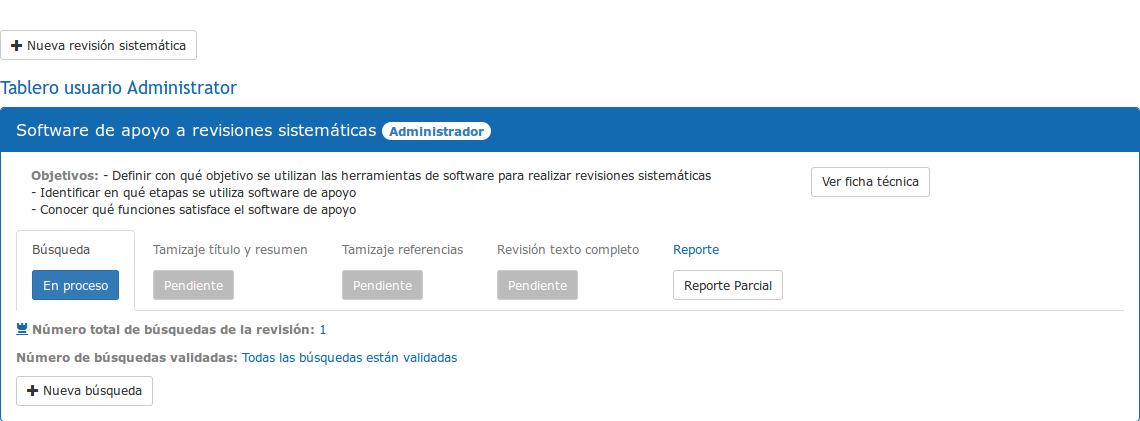 Nueva revisión sistemática
Tablero usuario Administrator
Software de apoyo a revisiones sistemáticas Administrador
Objetivos: - Definir con qué objetivo se utilizan las herramientas de software para realizar revisiones sistemáticas
- Identificar en qué etapas se utiliza software de apoyo
- Conocer qué funciones satisface el software de apoyo
Ver ficha técnica
Búsqueda Tamizaje título y resumen Tamizaje referencias Revisión texto completo Reporte
En proceso Pendiente Pendiente Pendiente Reporte Parcial
Número total de búsquedas de la revisión: 1
Número de búsquedas validadas: Todas las búsquedas están validadas
Nueva búsqueda